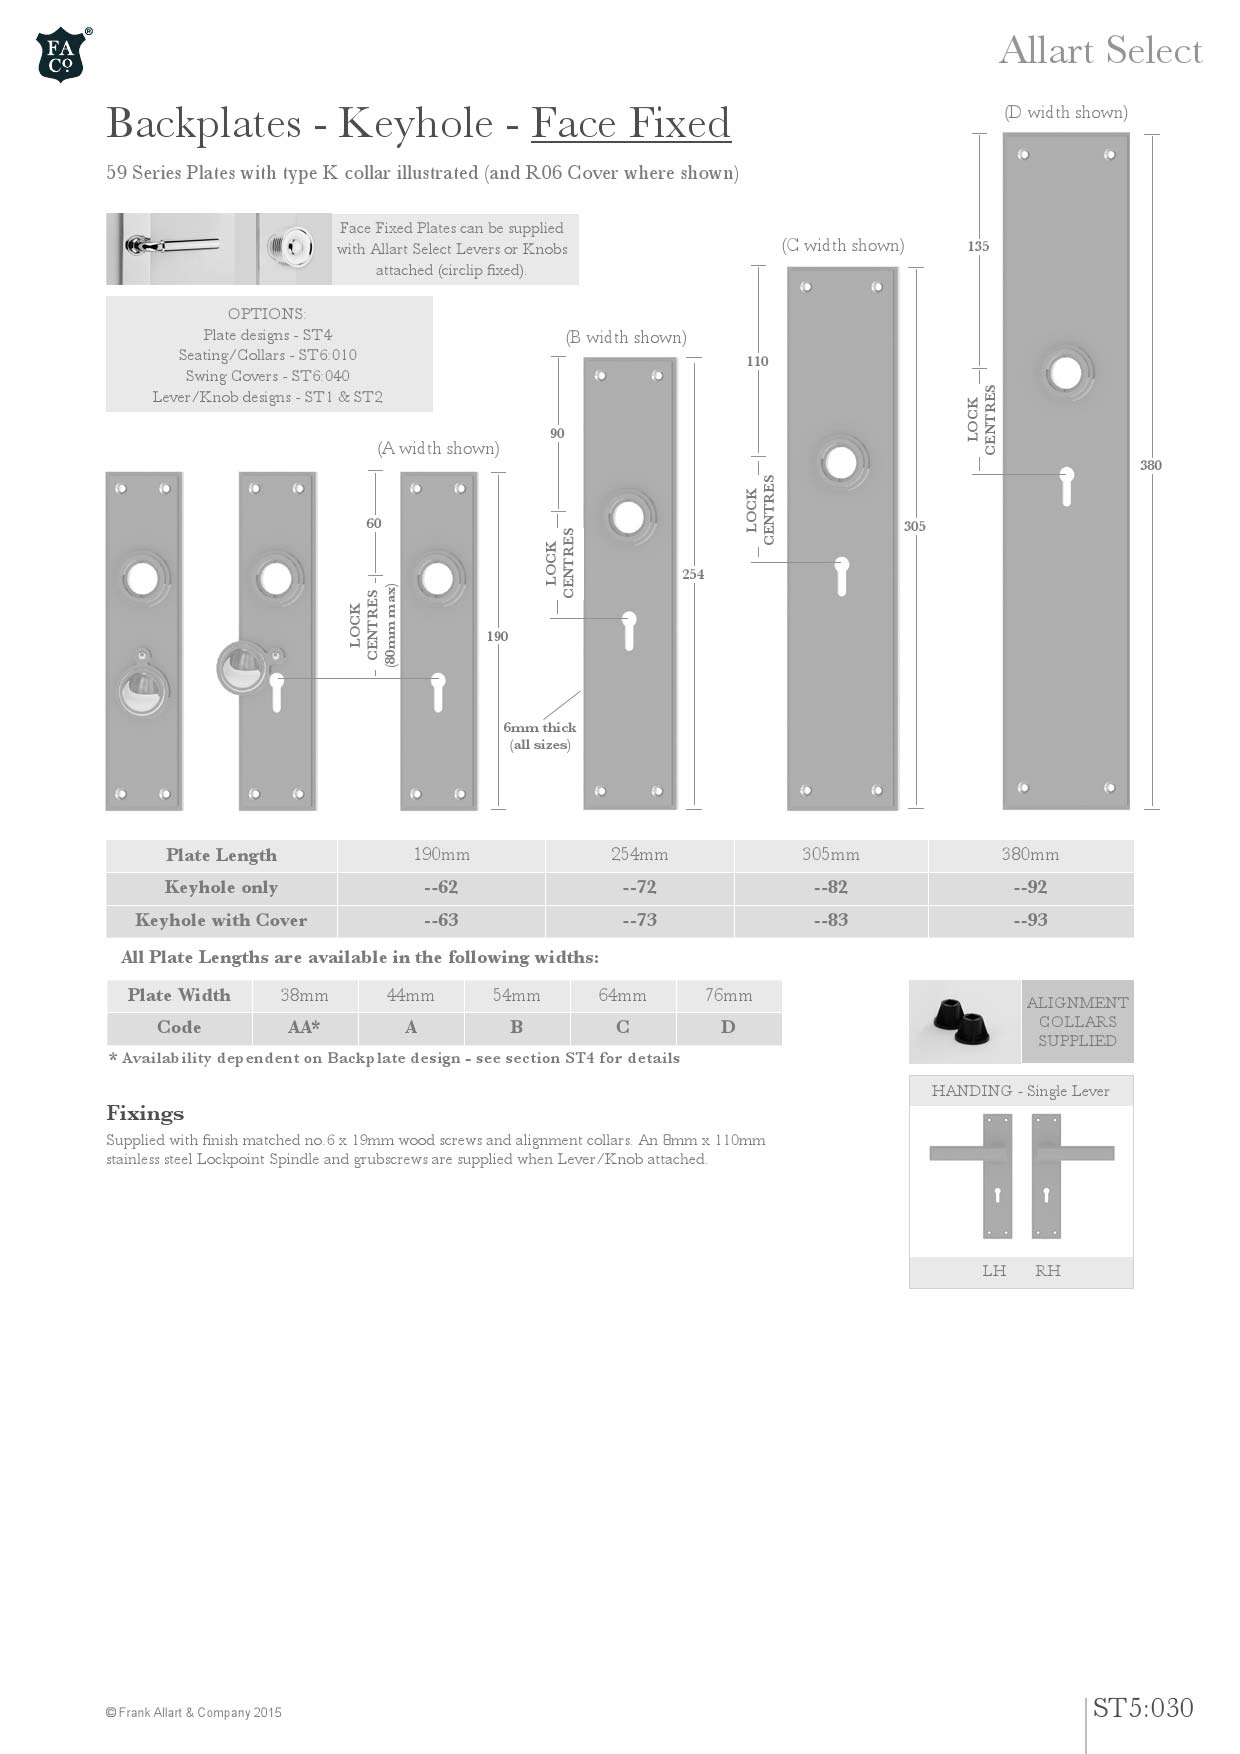 FA
Co.
®
Allart Select
Backplates - Keyhole - Face Fixed
59 Series Plates with type K collar illustrated (and R06 Cover where shown)
Face Fixed Plates can be supplied
with Allart Select Levers or Knobs
attached (circlip fixed).
OPTIONS:
Plate designs - ST4
Seating/Collars - ST6:010
Swing Covers - ST6:040
Lever/Knob designs - ST1 & ST2
(A width shown)
60
LOCK
CENTRES
(80mm max)
190
(B width shown)
90
LOCK
CENTRES
254
6mm thick
(all sizes)
(C width shown)
110
LOCK
CENTRES
305
(D width shown)
135
LOCK
CENTRES
380
Plate Length 190mm 254mm 305mm 380mm
Keyhole only --62 --72 --82 --92
Keyhole with Cover --63 --73 --83 --93
All Plate Lengths are available in the following widths:
Plate Width 38mm 44mm 54mm 64mm 76mm
Code AA* A B C D
* Availability dependent on Backplate design - see section ST4 for details
ALIGNMENT
COLLARS
SUPPLIED
HANDING - Single Lever
LH RH
Fixings
Supplied with finish matched no.6 x 19mm wood screws and alignment collars. An 8mm x 110mm
stainless steel Lockpoint Spindle and grubscrews are supplied when Lever/Knob attached.
© Frank Allart & Company 2015
ST5:030